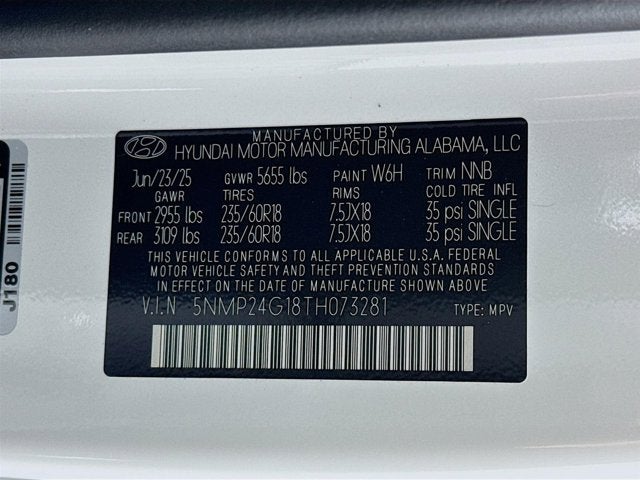 MANUFACTURED BY
HYUNDAI MOTOR MANUFACTURING ALABAMA, LLC
Jun/23/25 GVWR 5655 lbs PAINT W6H TRIM NNB
GAWR TIRES RIMS COLD TIRE INFL
FRONT 2955 lbs 235/60R18 7.5JX18 35 psi SINGLE
REAR 3109 lbs 235/60R18 7.5JX18 35 psi SINGLE
THIS VEHICLE CONFORMS TO ALL APPLICABLE U.S.A. FEDERAL
MOTOR VEHICLE SAFETY AND THEFT PREVENTION STANDARDS
IN EFFECT ON THE DATE OF MANUFACTURE SHOWN ABOVE.
V.I.N 5NMP24G18TH073281 TYPE: MPV
J180